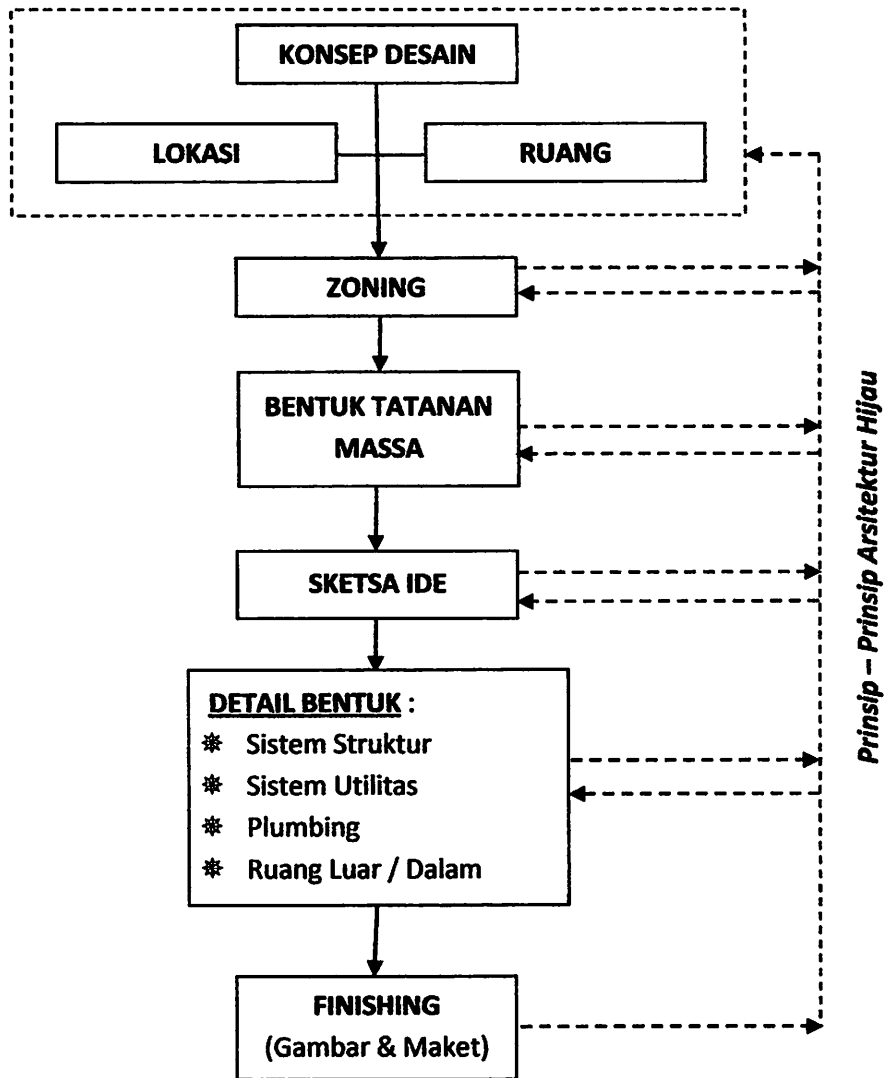 KONSEP DESAIN
LOKASI
RUANG
ZONING
BENTUK TATANAN
MASSA
SKETSA IDE
DETAIL BENTUK :
Sistem Struktur
Sistem Utilitas
Plumbing
Ruang Luar / Dalam
FINISHING
(Gambar & Maket)
Prinsip – Prinsip Arsitektur Hijau